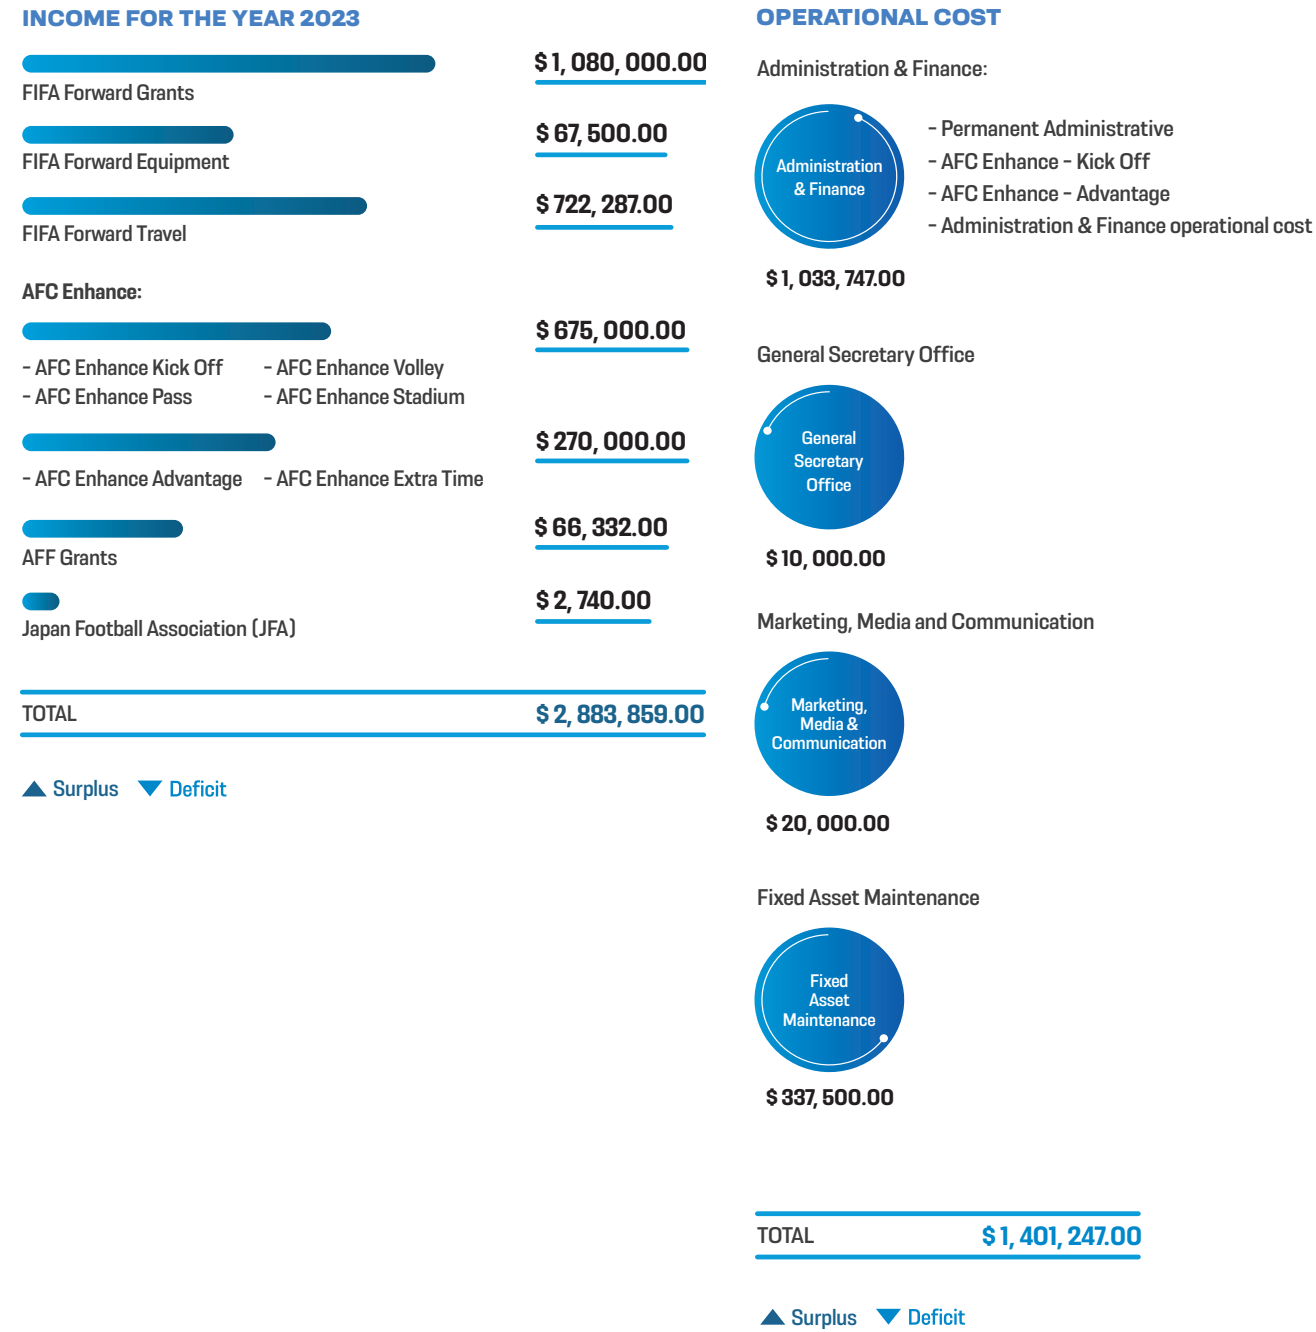 INCOME FOR THE YEAR 2023
$ 1, 080, 000.00
FIFA Forward Grants
$ 67, 500.00
FIFA Forward Equipment
$ 722, 287.00
FIFA Forward Travel
AFC Enhance:
$ 675, 000.00
- AFC Enhance Kick Off - AFC Enhance Volley
- AFC Enhance Pass - AFC Enhance Stadium
$ 270, 000.00
- AFC Enhance Advantage - AFC Enhance Extra Time
$ 66, 332.00
AFF Grants
$ 2, 740.00
Japan Football Association (JFA)
TOTAL $ 2, 883, 859.00
Surplus Deficit
OPERATIONAL COST
Administration & Finance:
Administration
& Finance
- Permanent Administrative
- AFC Enhance - Kick Off
- AFC Enhance - Advantage
- Administration & Finance operational cost
$ 1, 033, 747.00
General Secretary Office
General
Secretary
Office
$ 10, 000.00
Marketing, Media and Communication
Marketing,
Media &
Communication
$ 20, 000.00
Fixed Asset Maintenance
Fixed
Asset
Maintenance
$ 337, 500.00
TOTAL $ 1, 401, 247.00
Surplus Deficit